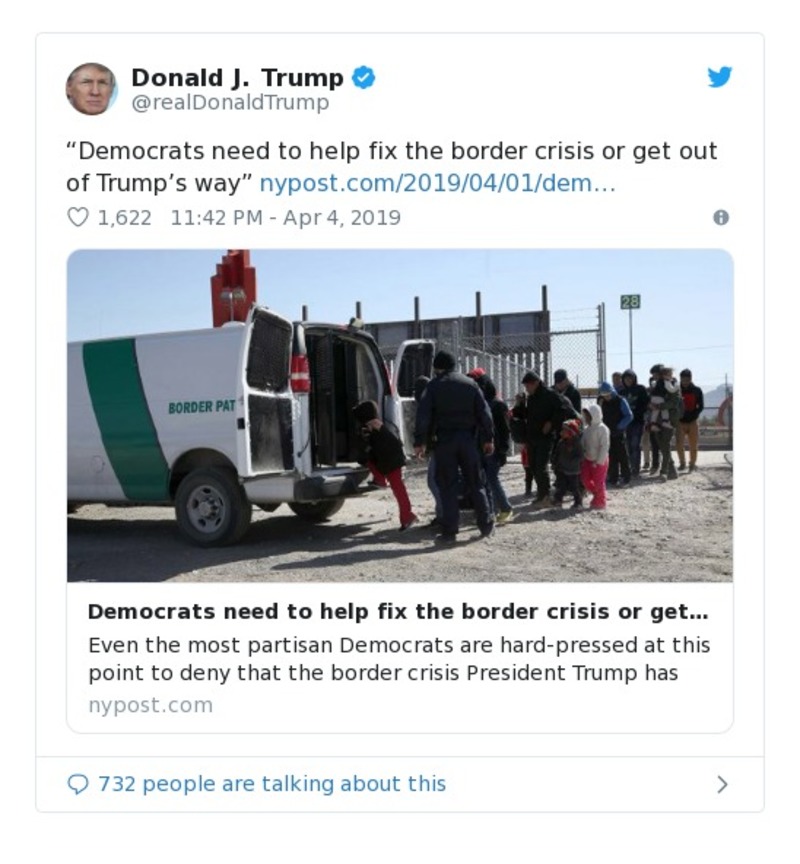 Donald J. Trump
@realDonaldTrump
“Democrats need to help fix the border crisis or get out
of Trump’s way” nypost.com/2019/04/01/dem…
1,622 11:42 PM - Apr 4, 2019
28
BORDER PAT
Democrats need to help fix the border crisis or get…
Even the most partisan Democrats are hard-pressed at this
point to deny that the border crisis President Trump has
nypost.com
732 people are talking about this